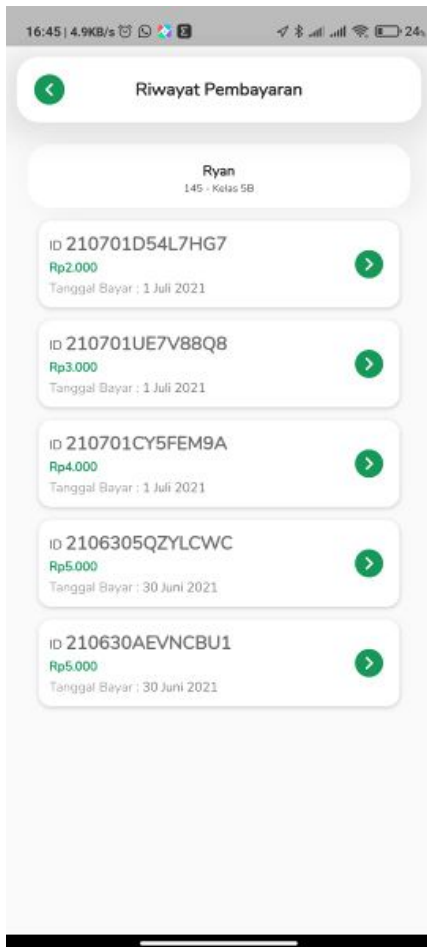 16:45 | 4.9KB/s 24%
Riwayat Pembayaran
Ryan
145 - Kelas 5B
ID 210701D54L7HG7
Rp2.000
Tanggal Bayar : 1 Juli 2021
ID 210701UE7V88Q8
Rp3.000
Tanggal Bayar : 1 Juli 2021
ID 210701CY5FEM9A
Rp4.000
Tanggal Bayar : 1 Juli 2021
ID 2106305QZYLCWC
Rp5.000
Tanggal Bayar : 30 Juni 2021
ID 210630AEVNCBU1
Rp5.000
Tanggal Bayar : 30 Juni 2021